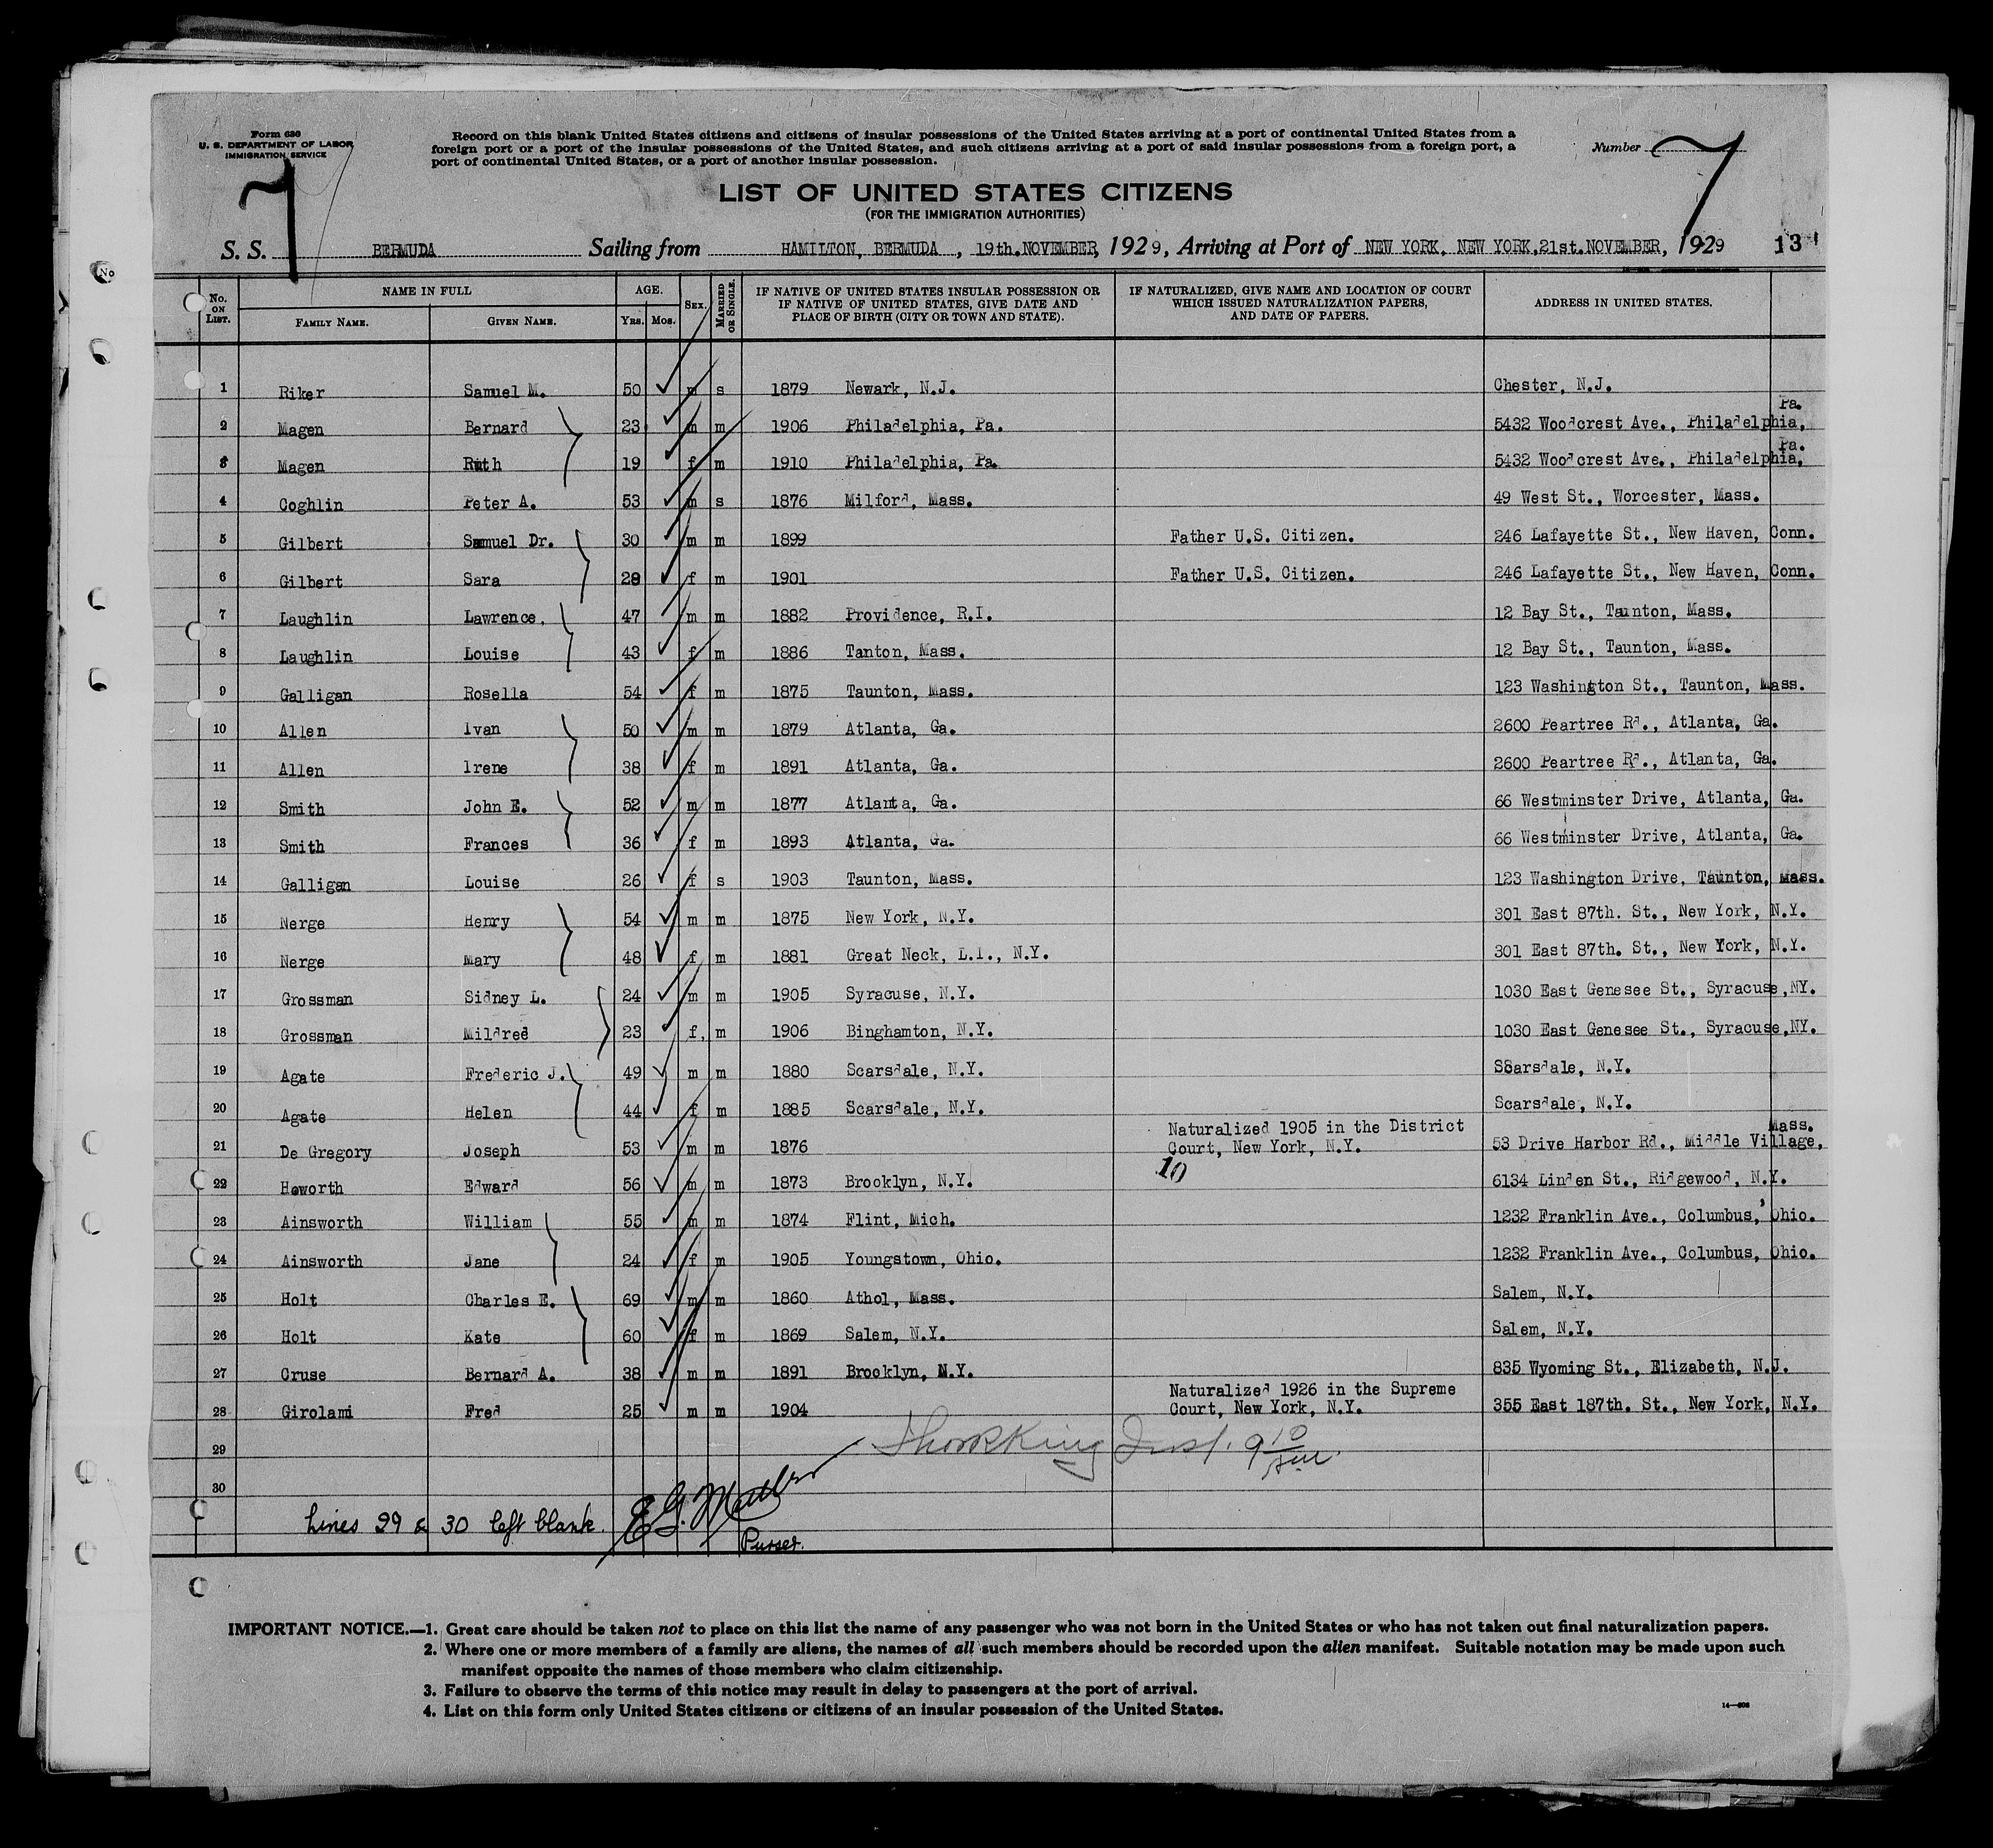 Form 630
U. S. DEPARTMENT OF LABOR
IMMIGRATION SERVICE
Record on this blank United States citizens and citizens of insular possessions of the United States arriving at a port of continental United States from a
foreign port or a port of the insular possessions of the United States, and such citizens arriving at a port of said insular possessions from a foreign port, a
port of continental United States, or a port of another insular possession.
Number 7
7
LIST OF UNITED STATES CITIZENS
(FOR THE IMMIGRATION AUTHORITIES)
S. S. BERMUDA Sailing from HAMILTON, BERMUDA, 19th.NOVEMBER, 1929, Arriving at Port of NEW YORK, NEW YORK,21st.NOVEMBER, 1929 13
No. ON LIST. NAME IN FULL FAMILY NAME. GIVEN NAME. AGE. YRS. MOS. SEX. MARRIED OR SINGLE. IF NATIVE OF UNITED STATES INSULAR POSSESSION OR IF NATIVE OF UNITED STATES, GIVE DATE AND PLACE OF BIRTH (CITY OR TOWN AND STATE). IF NATURALIZED, GIVE NAME AND LOCATION OF COURT WHICH ISSUED NATURALIZATION PAPERS, AND DATE OF PAPERS. ADDRESS IN UNITED STATES.
1 Riker Samuel M. 50 m s 1879 Newark, N.J. Chester, N.J.
2 Magen Bernard 23 m m 1906 Philadelphia, Pa. 5432 Woodcrest Ave., Philadelphia, Pa.
3 Magen Ruth 19 f m 1910 Philadelphia, Pa. 5432 Woodcrest Ave., Philadelphia, Pa.
4 Coghlin Peter A. 53 m s 1876 Milford, Mass. 49 West St., Worcester, Mass.
5 Gilbert Samuel Dr. 30 m m 1899 Father U.S. Citizen. 246 Lafayette St., New Haven, Conn.
6 Gilbert Sara 28 f m 1901 Father U.S. Citizen. 246 Lafayette St., New Haven, Conn.
7 Laughlin Lawrence. 47 m m 1882 Providence, R.I. 12 Bay St., Taunton, Mass.
8 Laughlin Louise 43 f m 1886 Tanton, Mass. 12 Bay St., Taunton, Mass.
9 Galligan Rosella 54 f m 1875 Taunton, Mass. 123 Washington St., Taunton, Mass.
10 Allen Ivan 50 m m 1879 Atlanta, Ga. 2600 Peartree Rd., Atlanta, Ga.
11 Allen Irene 38 f m 1891 Atlanta, Ga. 2600 Peartree Rd., Atlanta, Ga.
12 Smith John E. 52 m m 1877 Atlanta, Ga. 66 Westminster Drive, Atlanta, Ga.
13 Smith Frances 36 f m 1893 Atlanta, Ga. 66 Westminster Drive, Atlanta, Ga.
14 Galligan Louise 26 f s 1903 Taunton, Mass. 123 Washington Drive, Taunton, Mass.
15 Nerge Henry 54 m m 1875 New York, N.Y. 301 East 87th. St., New York, N.Y.
16 Nerge Mary 48 f m 1881 Great Neck, L.I., N.Y. 301 East 87th. St., New York, N.Y.
17 Grossman Sidney L. 24 m m 1905 Syracuse, N.Y. 1030 East Genesee St., Syracuse,NY.
18 Grossman Mildred 23 f. m 1906 Binghamton, N.Y. 1030 East Genesee St., Syracuse,NY.
19 Agate Frederic J. 49 m m 1880 Scarsdale, N.Y. Scarsdale, N.Y.
20 Agate Helen 44 f m 1885 Scarsdale, N.Y. Scarsdale, N.Y.
21 De Gregory Joseph 53 m m 1876 Naturalized 1905 in the District Court, New York, N.Y. 53 Drive Harbor Rd., Middle Village, Mass.
10
22 Heworth Edward 56 m m 1873 Brooklyn, N.Y. 6134 Linden St., Ridgewood, N.Y.
23 Ainsworth William 55 m m 1874 Flint, Mich. 1232 Franklin Ave., Columbus, Ohio.
24 Ainsworth Jane 24 f m 1905 Youngstown, Ohio. 1232 Franklin Ave., Columbus, Ohio.
25 Holt Charles E. 69 m m 1860 Athol, Mass. Salem, N.Y.
26 Holt Kate 60 f m 1869 Salem, N.Y. Salem, N.Y.
27 Cruse Bernard A. 38 m m 1891 Brooklyn, N.Y. 835 Wyoming St., Elizabeth, N.J.
28 Girolami Fred 25 m m 1904 Naturalized 1926 in the Supreme Court, New York, N.Y. 355 East 187th. St., New York, N.Y.
29
30
Lines 29 & 30 left blank.
Purser.
IMPORTANT NOTICE.—1. Great care should be taken not to place on this list the name of any passenger who was not born in the United States or who has not taken out final naturalization papers.
2. Where one or more members of a family are aliens, the names of all such members should be recorded upon the alien manifest. Suitable notation may be made upon such
manifest opposite the names of those members who claim citizenship.
3. Failure to observe the terms of this notice may result in delay to passengers at the port of arrival.
4. List on this form only United States citizens or citizens of an insular possession of the United States.